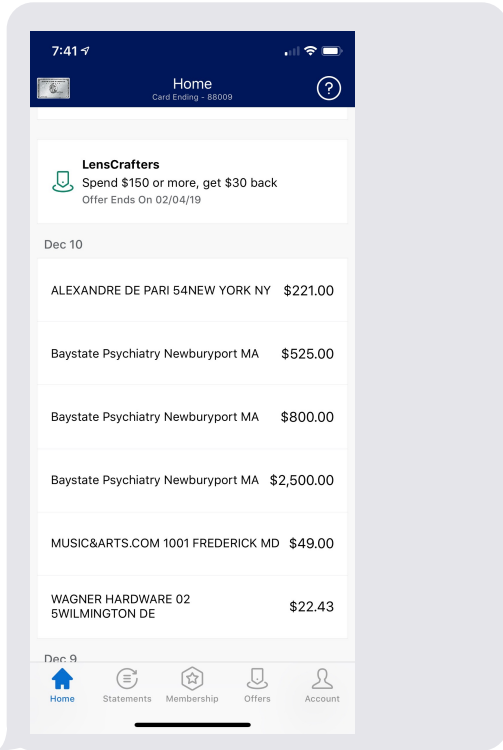 7:41
Home
Card Ending - 88009
?
LensCrafters
Spend $150 or more, get $30 back
Offer Ends On 02/04/19
Dec 10
ALEXANDRE DE PARI 54NEW YORK NY $221.00
Baystate Psychiatry Newburyport MA $525.00
Baystate Psychiatry Newburyport MA $800.00
Baystate Psychiatry Newburyport MA $2,500.00
MUSIC&ARTS.COM 1001 FREDERICK MD $49.00
WAGNER HARDWARE 02
5WILMINGTON DE $22.43
Dec 9
Home Statements Membership Offers Account